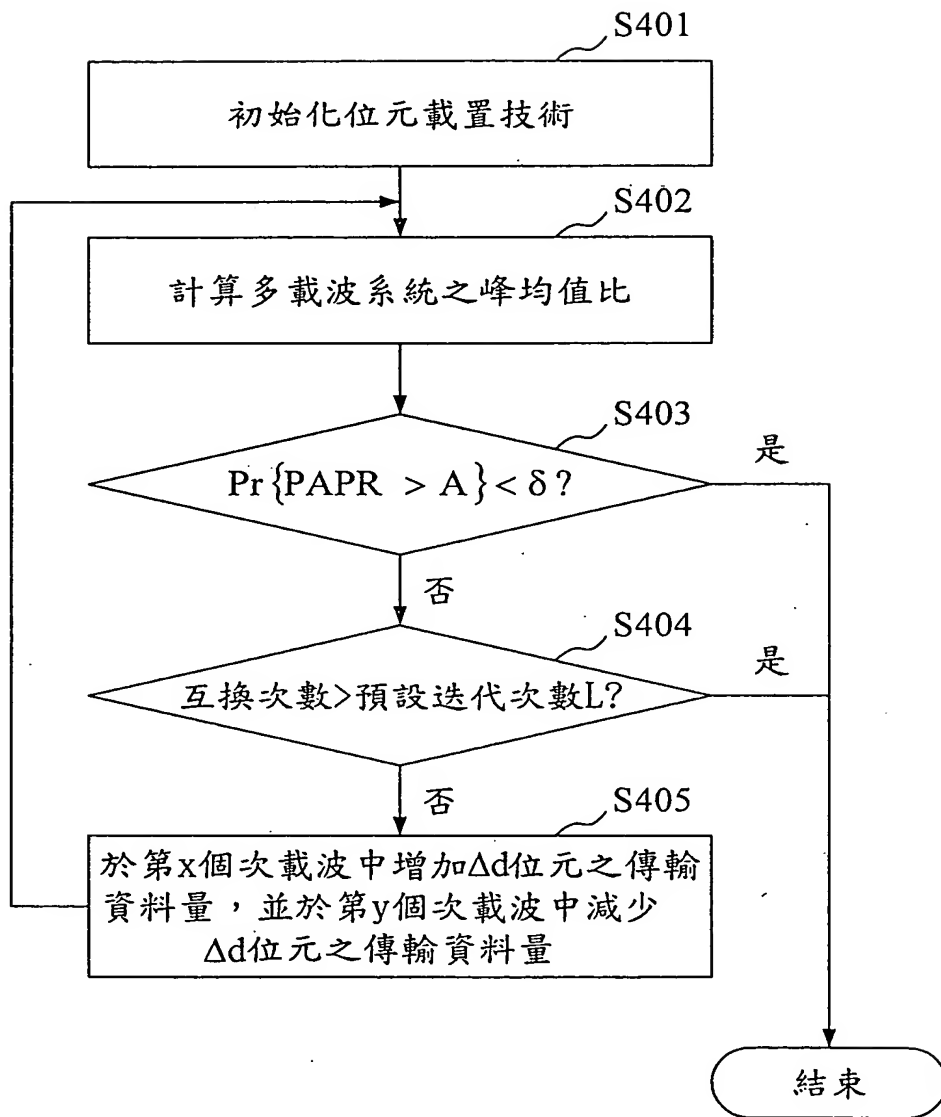 S401
初始化位元載置技術
S402
計算多載波系統之峰均值比
S403
Pr{PAPR > A}<δ?
是
否
S404
互換次數>預設迭代次數L?
是
否
S405
於第x個次載波中增加Δd位元之傳輸
資料量,並於第y個次載波中減少
Δd位元之傳輸資料量
結束